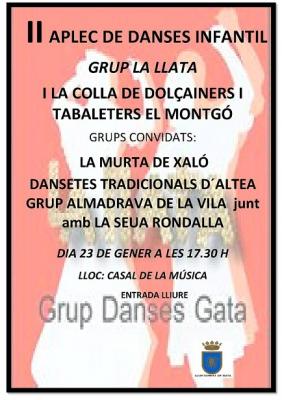 II APLEC DE DANSES INFANTIL
GRUP LA LLATA
I LA COLLA DE DOLÇAINERS I
TABALETERS EL MONTGÓ
GRUPS CONVIDATS:
LA MURTA DE XALÓ
DANSETES TRADICIONALS D´ALTEA
GRUP ALMADRAVA DE LA VILA junt
amb LA SEUA RONDALLA
DIA 23 DE GENER A LES 17.30 H
LLOC: CASAL DE LA MÚSICA
ENTRADA LLIURE
Grup Danses Gata